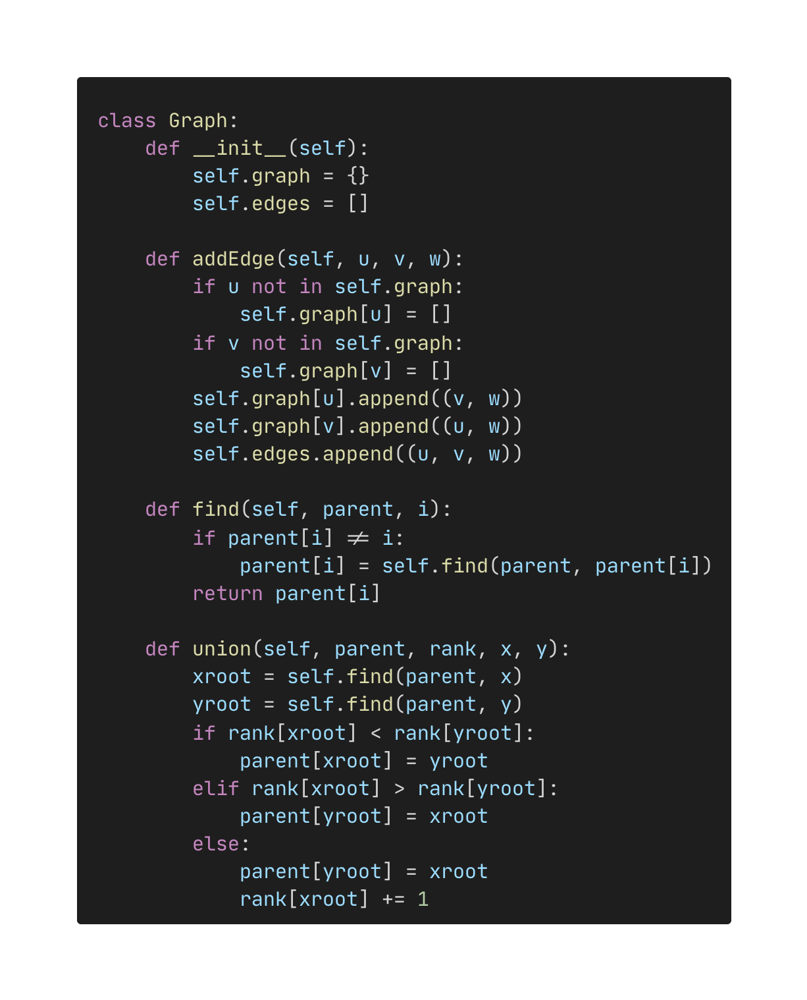 class Graph:
    def __init__(self):
        self.graph = {}
        self.edges = []

    def addEdge(self, u, v, w):
        if u not in self.graph:
            self.graph[u] = []
        if v not in self.graph:
            self.graph[v] = []
        self.graph[u].append((v, w))
        self.graph[v].append((u, w))
        self.edges.append((u, v, w))

    def find(self, parent, i):
        if parent[i] != i:
            parent[i] = self.find(parent, parent[i])
        return parent[i]

    def union(self, parent, rank, x, y):
        xroot = self.find(parent, x)
        yroot = self.find(parent, y)
        if rank[xroot] < rank[yroot]:
            parent[xroot] = yroot
        elif rank[xroot] > rank[yroot]:
            parent[yroot] = xroot
        else:
            parent[yroot] = xroot
            rank[xroot] += 1